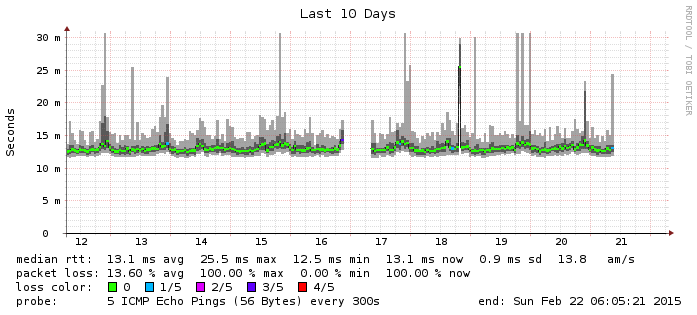 Last 10 Days
RRDTOOL / TOBI OETIKER
Seconds
30 m
25 m
20 m
15 m
10 m
5 m
0
12 13 14 15 16 17 18 19 20 21
median rtt: 13.1 ms avg 25.5 ms max 12.5 ms min 13.1 ms now 0.9 ms sd 13.8 am/s
packet loss: 13.60 % avg 100.00 % max 0.00 % min 100.00 % now
loss color: 0 1/5 2/5 3/5 4/5
probe: 5 ICMP Echo Pings (56 Bytes) every 300s end: Sun Feb 22 06:05:21 2015